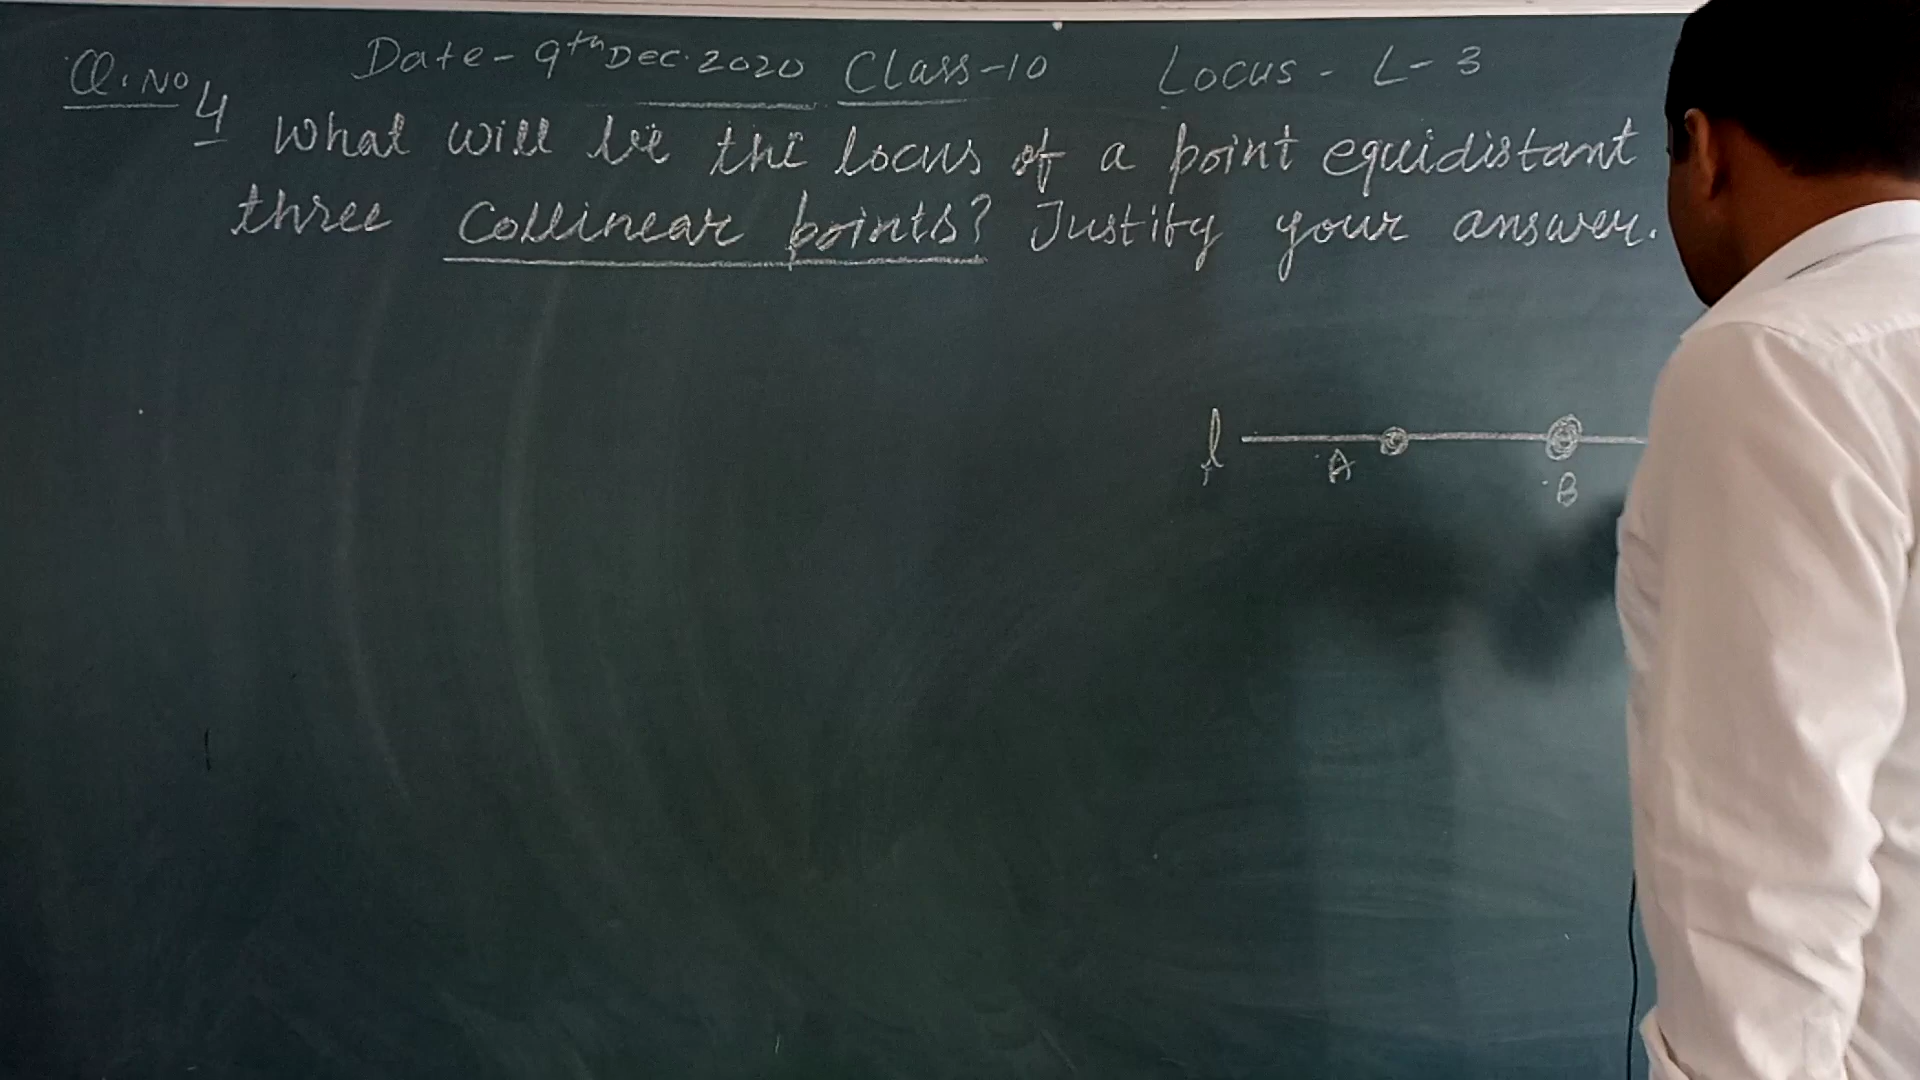 Q.No 4 Date - 9th Dec. 2020 Class-10 Locus - L-3
What will be the locus of a point equidistant
three Collinear points? Justify your answer.
l A B